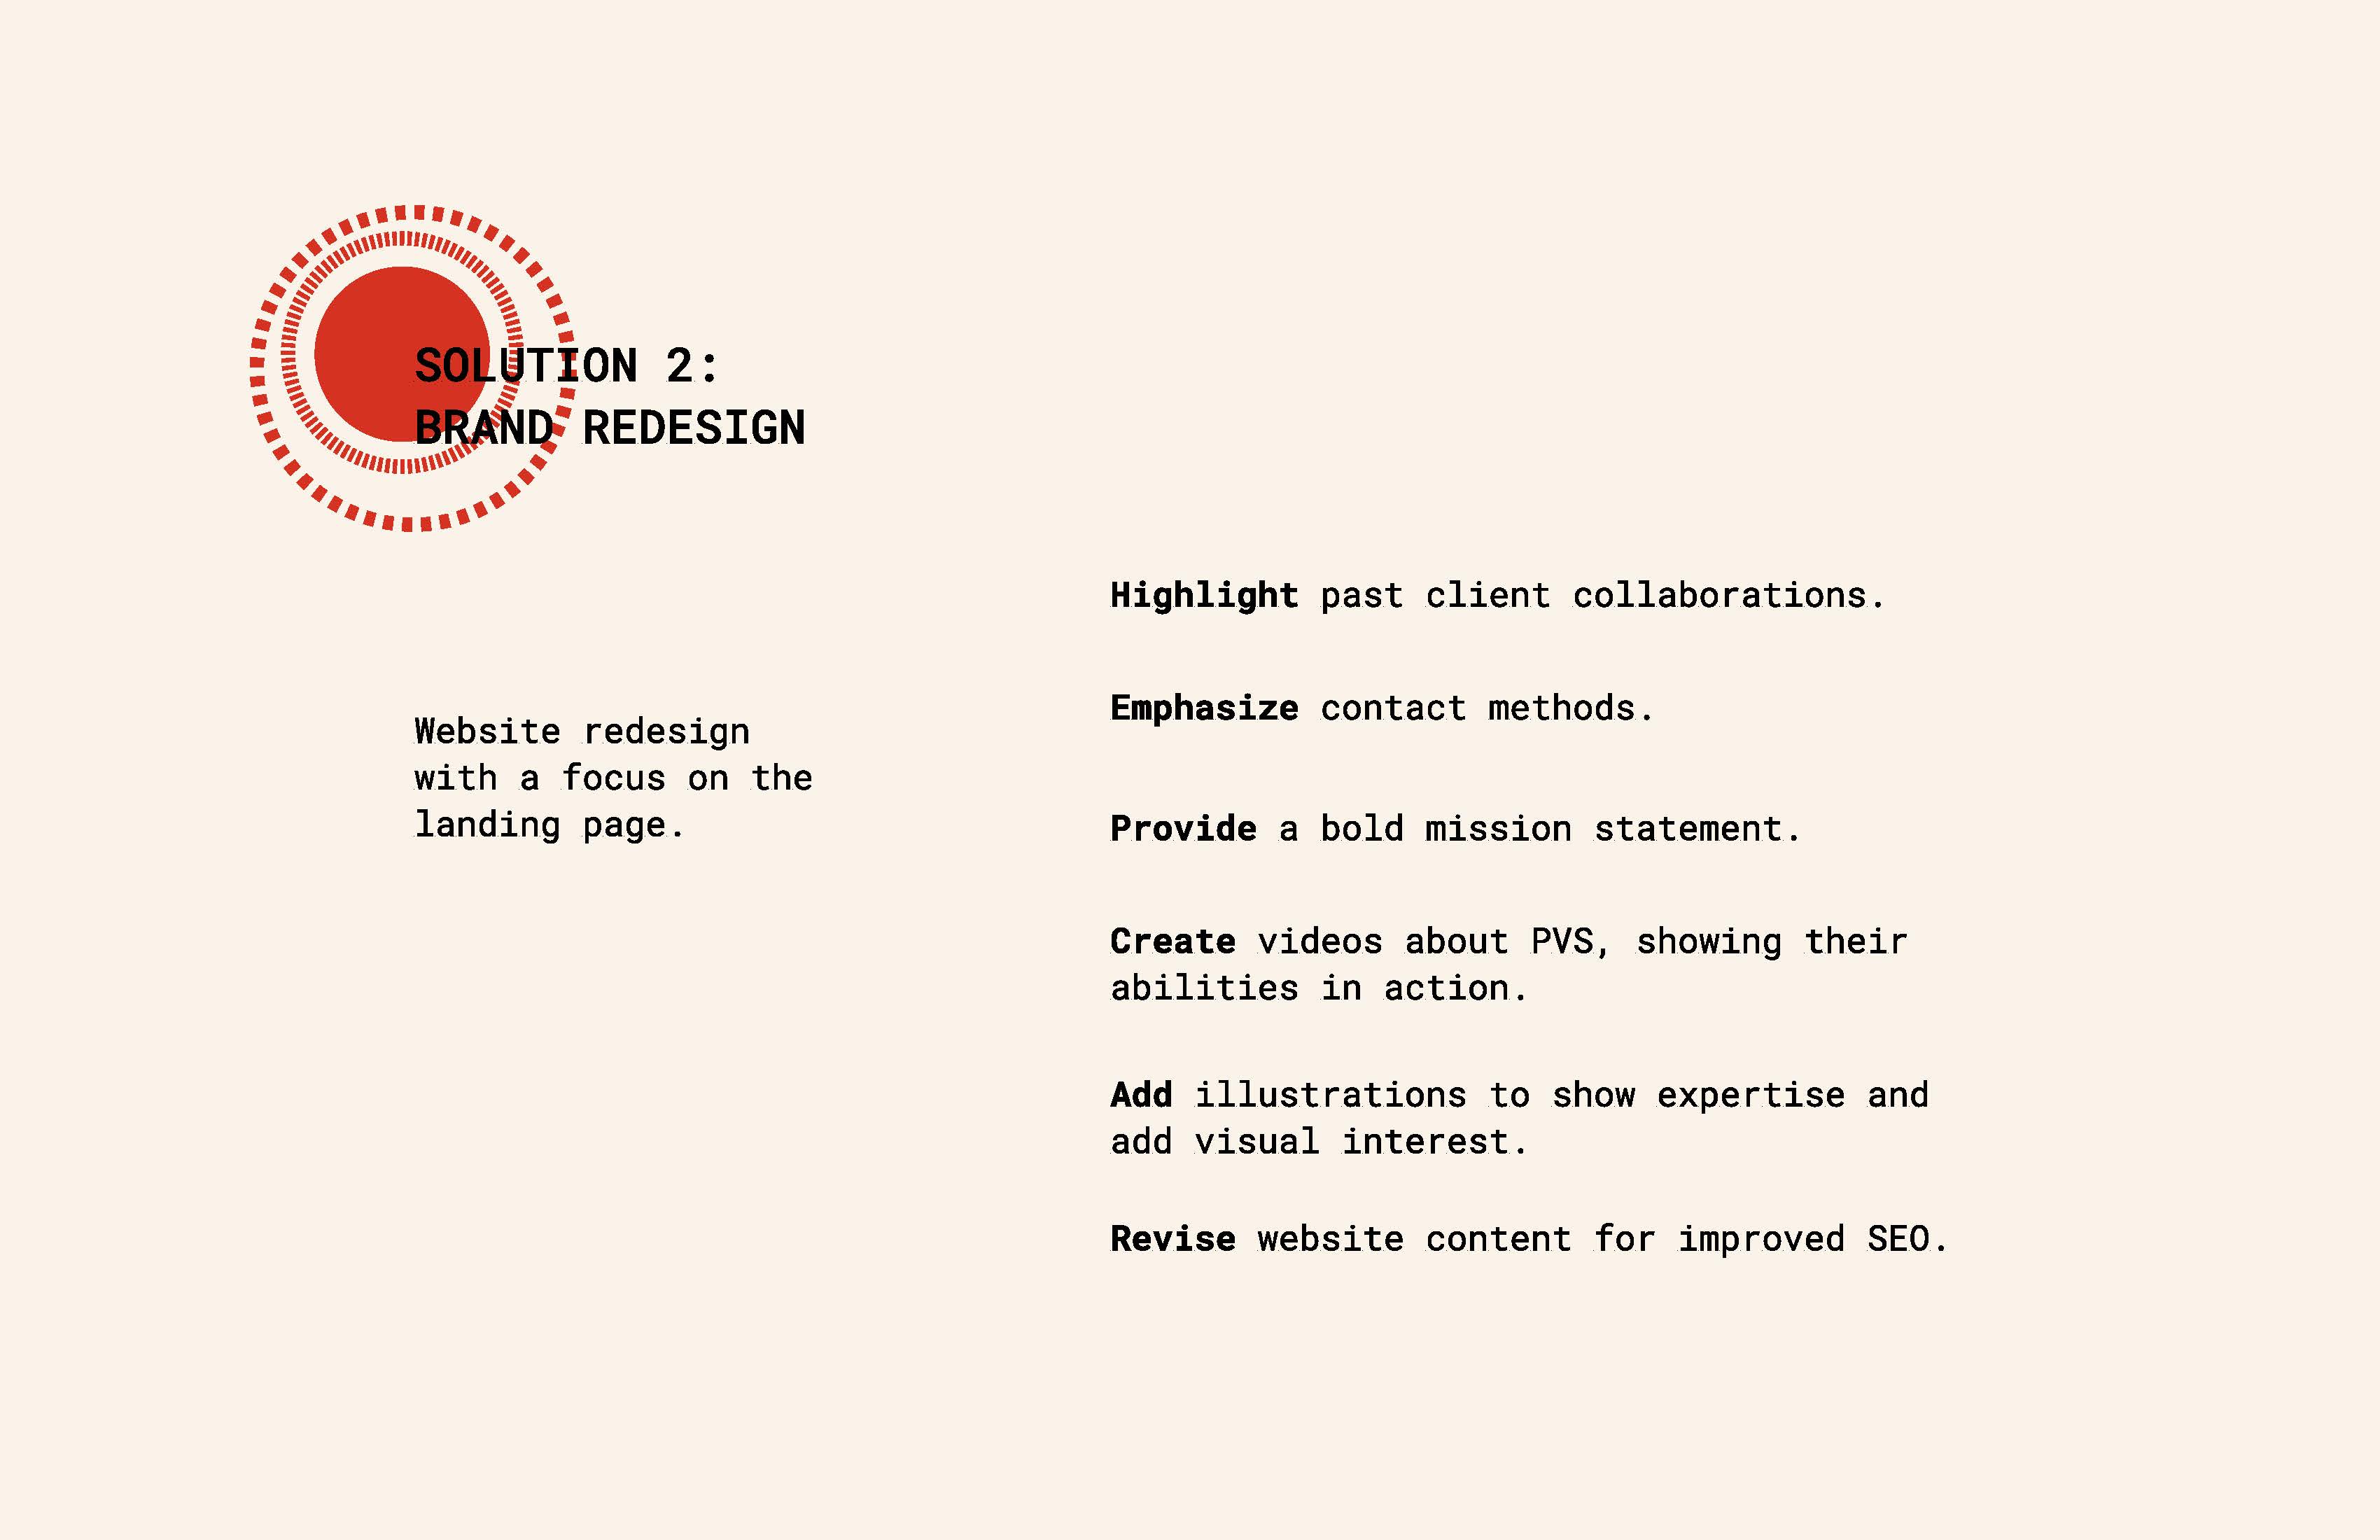 SOLUTION 2:
BRAND REDESIGN
Website redesign
with a focus on the
landing page.
Highlight past client collaborations.
Emphasize contact methods.
Provide a bold mission statement.
Create videos about PVS, showing their
abilities in action.
Add illustrations to show expertise and
add visual interest.
Revise website content for improved SEO.